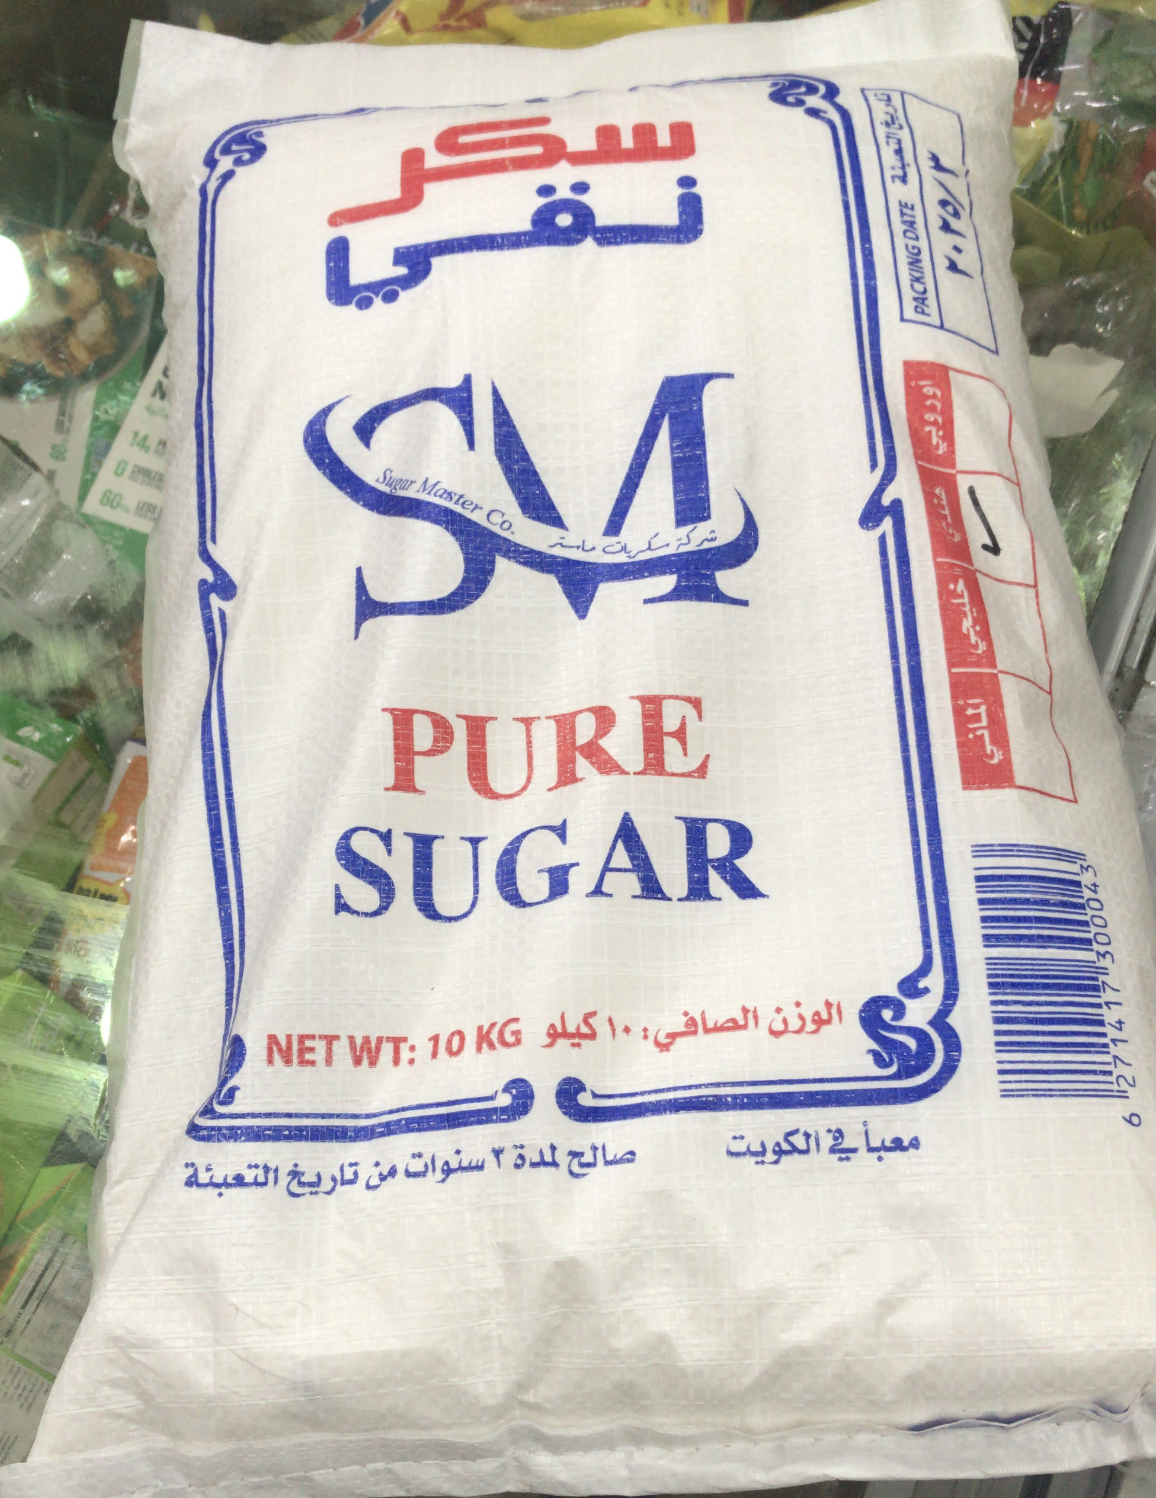 سكر
نقي
Sugar Master Co.
شركة سكريات ماستر
SM
PURE
SUGAR
NET WT: 10 KG الوزن الصافي: ١٠ كيلو
معبأ في الكويت
صالح لمدة ٣ سنوات من تاريخ التعبئة
PACKING DATE تاريخ التعبئة
٢٠٢٥/٣
أوروبي
هندي
خليجي
ألماني
6 271417 300043